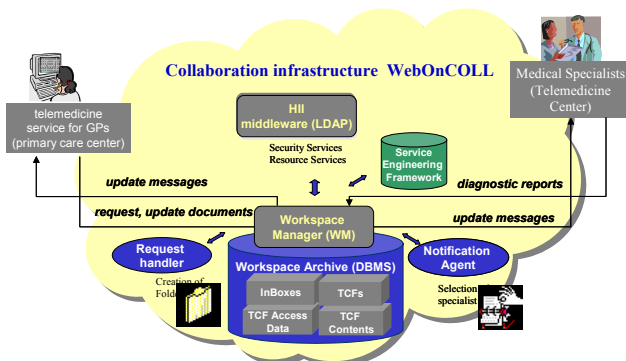 Collaboration infrastructure WebOnCOLL
Medical Specialists
(Telemedicine
Center)
telemedicine
service for GPs
(primary care center)
HII
middleware (LDAP)
Security Services
Resource Services
Service
Engineering
Framework
update messages
diagnostic reports
request, update documents
update messages
Workspace
Manager (WM)
Request
handler
Notification
Agent
Workspace Archive (DBMS)
Creation of
Selection
specialist
InBoxes
TCFs
TCF Access
Data
TCF
Contents